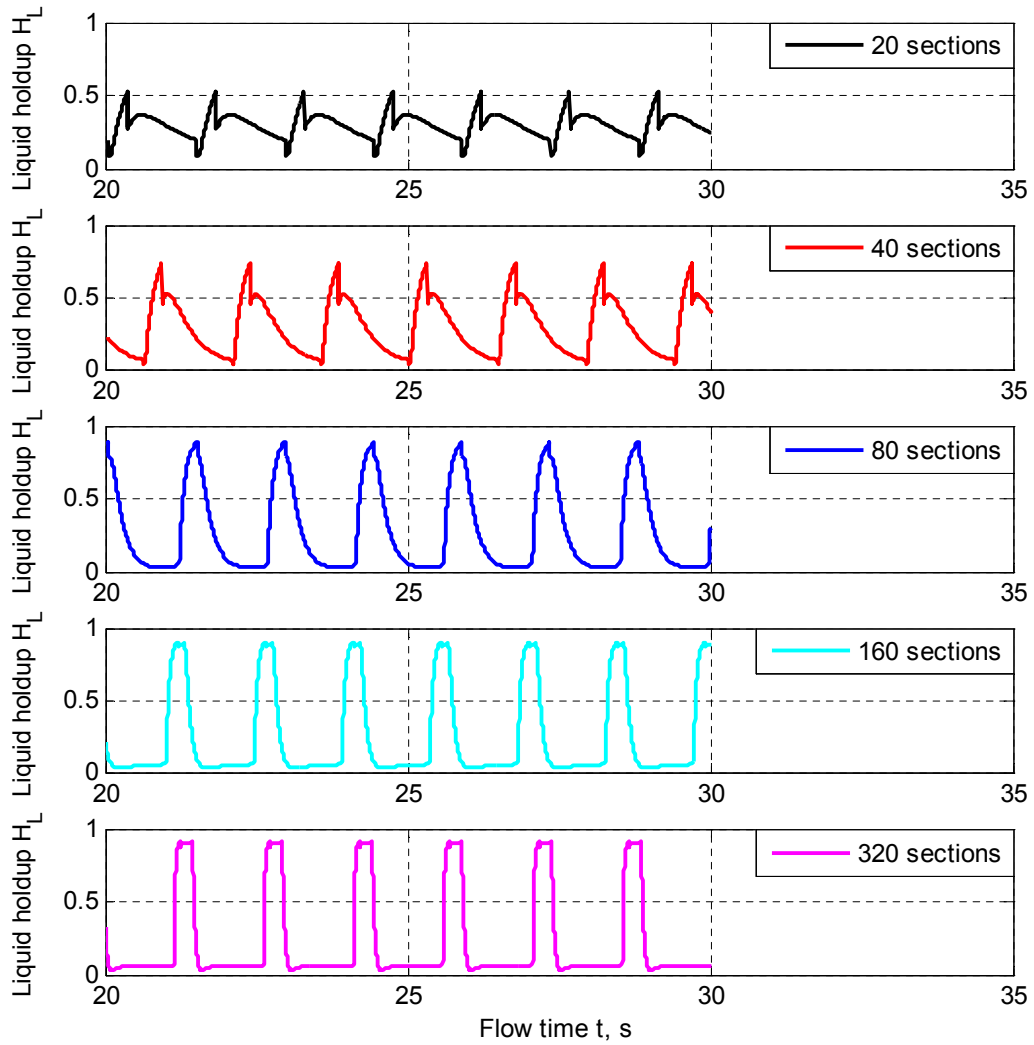 Liquid holdup H_L
1
0.5
0
20 sections
20 25 30 35
Liquid holdup H_L
1
0.5
0
40 sections
20 25 30 35
Liquid holdup H_L
1
0.5
0
80 sections
20 25 30 35
Liquid holdup H_L
1
0.5
0
160 sections
20 25 30 35
Liquid holdup H_L
1
0.5
0
320 sections
20 25 30 35
Flow time t, s